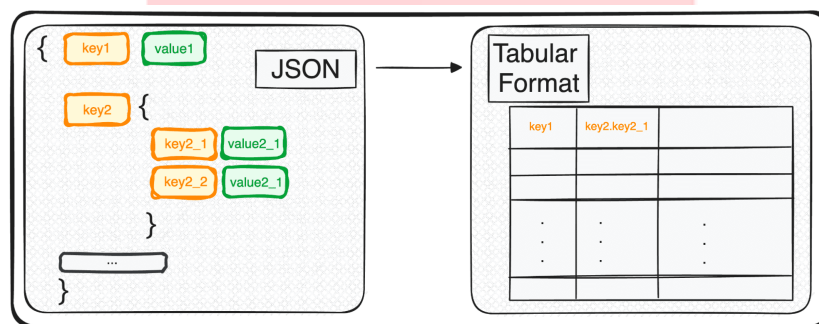 { key1 value1
JSON
key2 {
key2_1 value2_1
key2_2 value2_1
}
...
}
Tabular
Format
key1 key2.key2_1
. . .
. . .
. . .